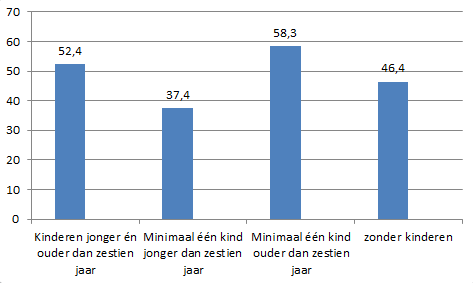 70
60
50
40
30
20
10
0
52,4
37,4
58,3
46,4
Kinderen jonger én
ouder dan zestien
jaar
Minimaal één kind
jonger dan zestien
jaar
Minimaal één kind
ouder dan zestien
jaar
zonder kinderen